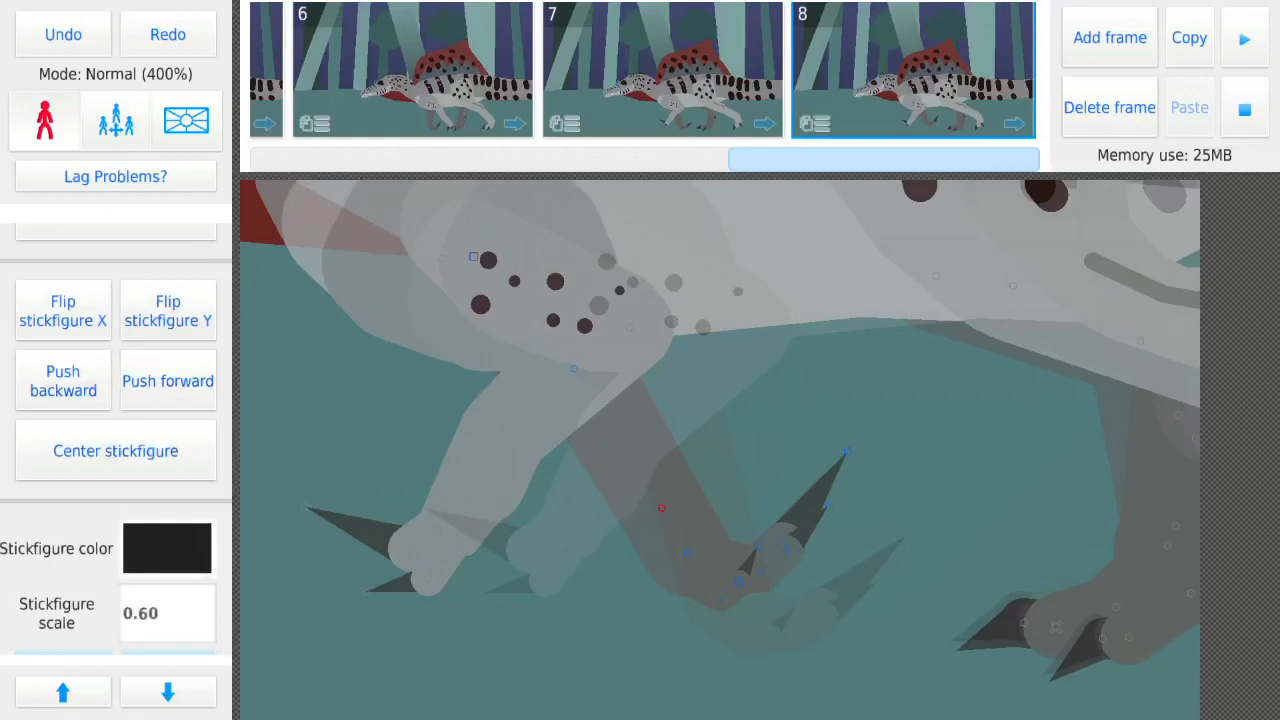 Undo
Redo
Mode: Normal (400%)
Lag Problems?
Flip
stickfigure X
Flip
stickfigure Y
Push
backward
Push forward
Center stickfigure
Stickfigure color
Stickfigure
scale
0.60
6
7
8
Add frame
Copy
Delete frame
Paste
Memory use: 25MB